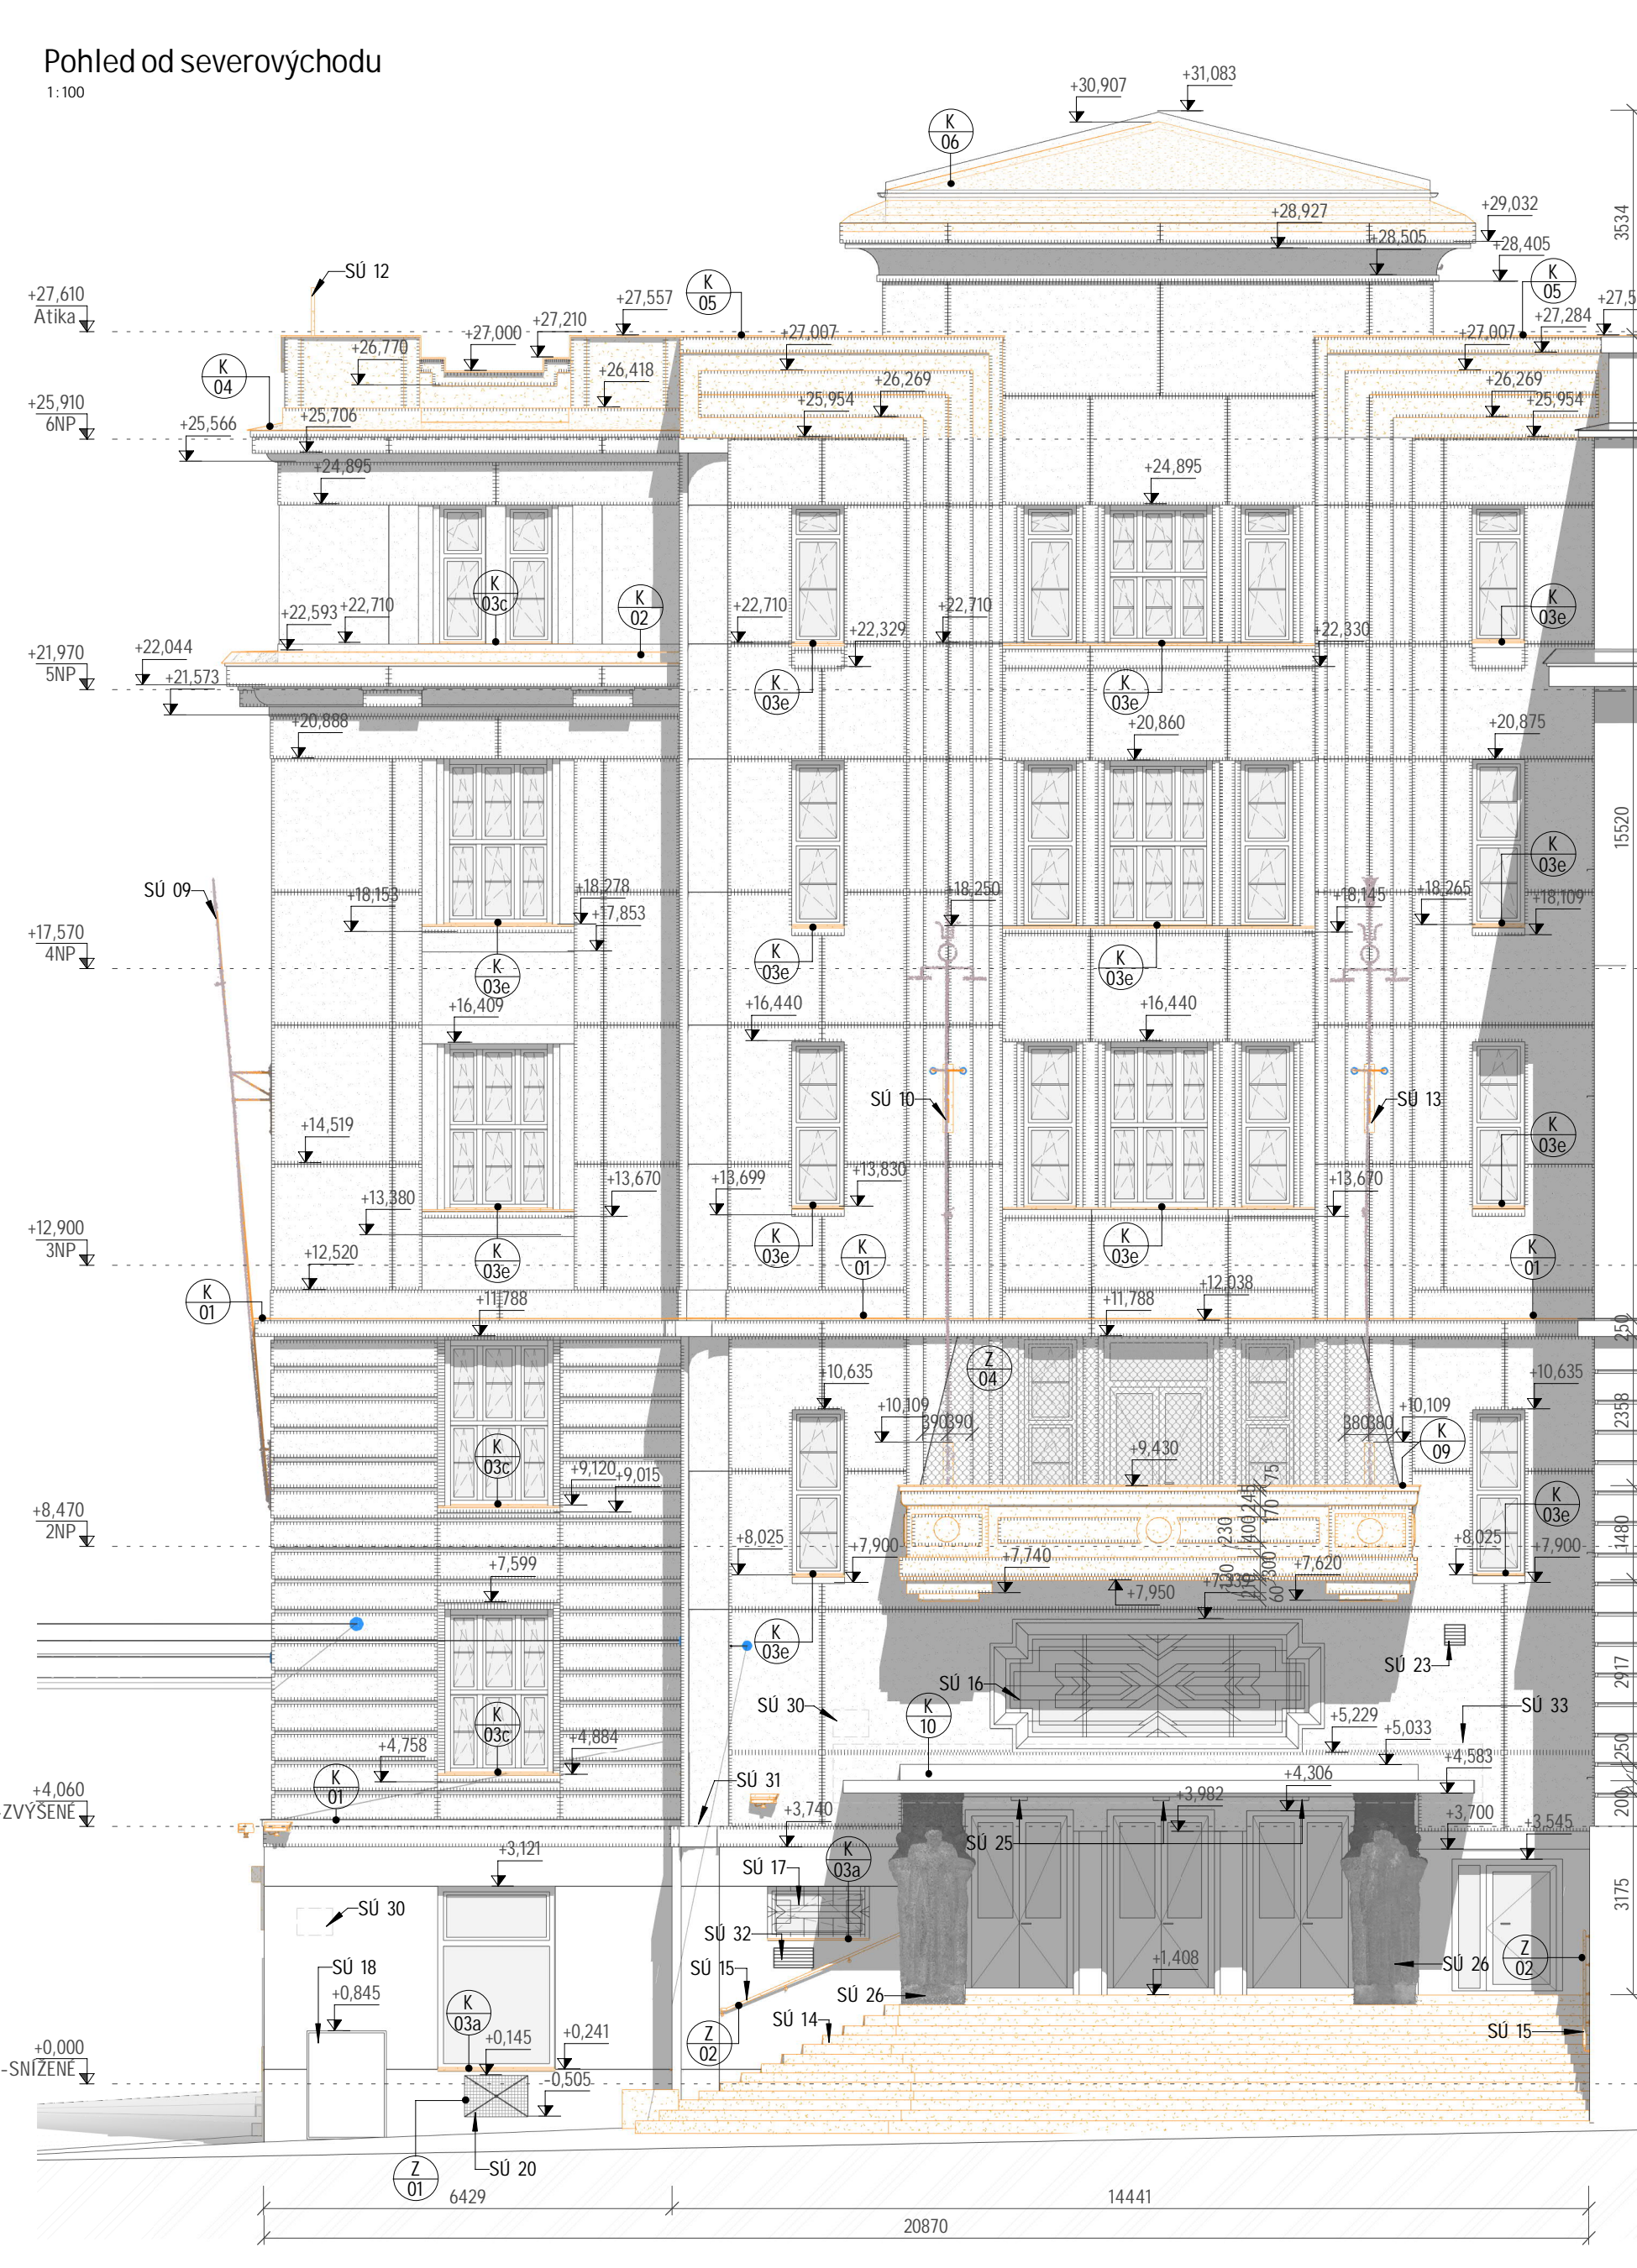 Pohled od severovýchodu
1:100
+31,083
+30,907
K
06
+29,032
+28,927
+28,505
+28,405
3534
SÚ 12
K
05
K
05
+27,610
Atika
+27,557
+27,210
+27,000
+27,007
+27,007
+27,284
+26,770
+26,418
+26,269
+26,269
K
04
+25,910
6NP
+25,566
+25,706
+25,954
+25,954
+24,895
+24,895
K
03c
K
02
+22,593
+22,710
+22,710
+22,710
K
03e
+22,329
+22,330
+21,970
5NP
+22,044
+21,573
K
03e
K
03e
+20,888
+20,860
+20,875
15520
SÚ 09
+18,153
+18,278
+17,853
+18,250
+18,145
+18,265
K
03e
+18,109
+17,570
4NP
K
03e
K
03e
K
03e
+16,409
+16,440
+16,440
SÚ 10
SÚ 13
+14,519
K
03e
+13,380
+13,670
+13,699
+13,830
+13,670
+12,900
3NP
+12,520
K
03e
K
03e
K
03e
K
01
K
01
K
01
+11,788
+11,788
+12,038
250
Z
04
+10,635
+10,635
+10,109
390
390
380
380
+10,109
2358
K
09
K
03c
+9,120
+9,015
+9,430
75
245
170
400
230
300
60
+8,470
2NP
K
03e
1480
+8,025
+7,900
+7,740
+7,950
+7,620
+8,025
+7,900
+7,599
K
03e
SÚ 23
2917
SÚ 16
SÚ 30
K
10
SÚ 33
K
03c
+5,229
+5,033
+4,758
+4,884
+4,583
250
+4,060
K
01
SÚ 31
+4,306
+3,982
200
+3,740
+3,700
+3,545
+3,121
SÚ 25
K
03a
SÚ 17
3175
SÚ 30
SÚ 32
SÚ 18
SÚ 15
+1,408
SÚ 26
Z
02
SÚ 26
+0,845
K
03a
SÚ 14
SÚ 15
+0,000
-SNÍŽENÉ
+0,145
+0,241
Z
02
-0,505
SÚ 20
Z
01
6429
14441
20870